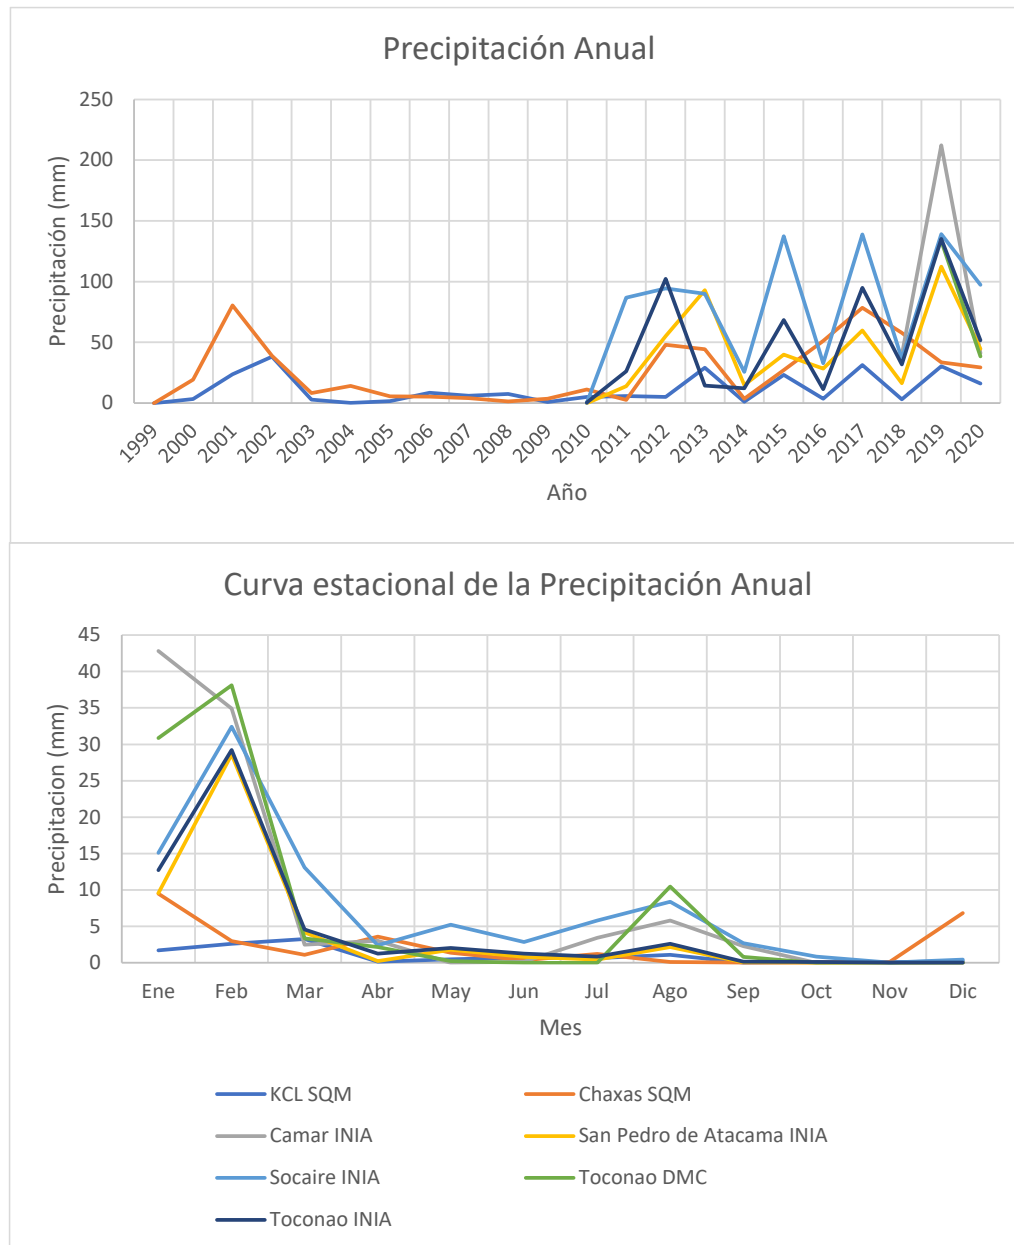 Precipitación Anual
250
200
150
100
50
0
Precipitación (mm)
1999 2000 2001 2002 2003 2004 2005 2006 2007 2008 2009 2010 2011 2012 2013 2014 2015 2016 2017 2018 2019 2020
Año
Curva estacional de la Precipitación Anual
45
40
35
30
25
20
15
10
5
0
Precipitacion (mm)
Ene Feb Mar Abr May Jun Jul Ago Sep Oct Nov Dic
Mes
KCL SQM Chaxas SQM
Camar INIA San Pedro de Atacama INIA
Socaire INIA Toconao DMC
Toconao INIA